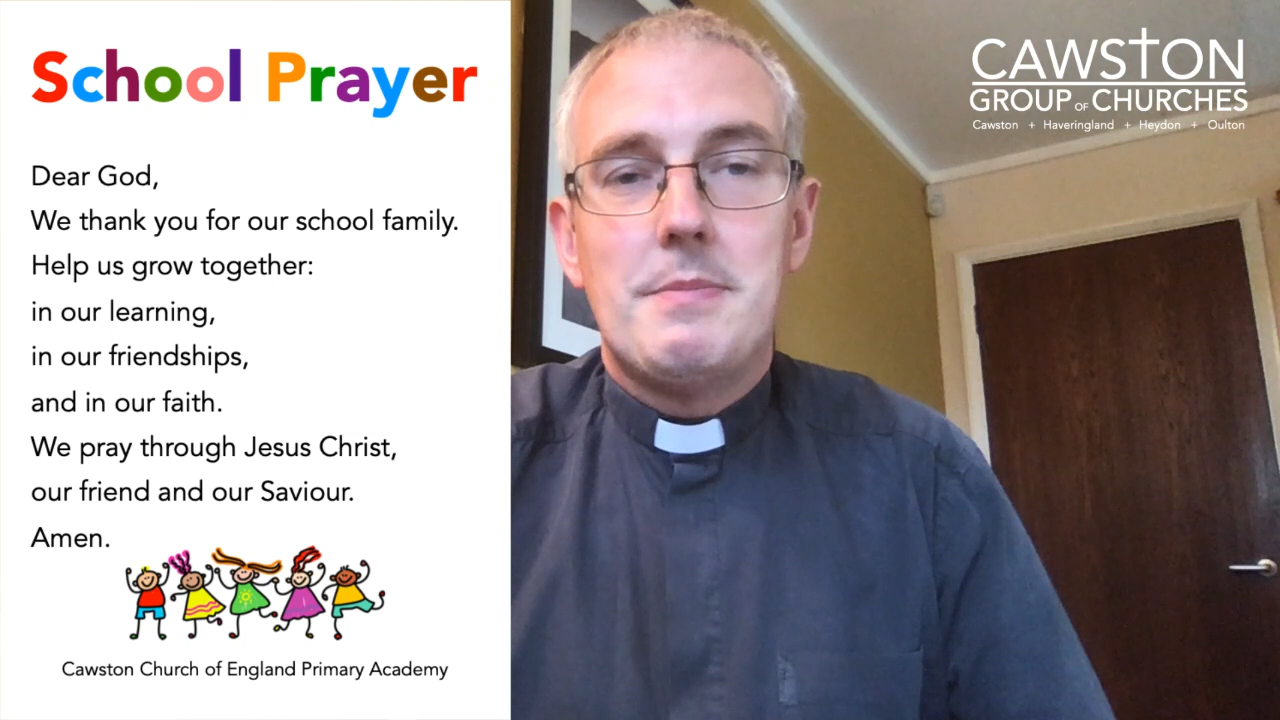 School Prayer
Dear God,
We thank you for our school family.
Help us grow together:
in our learning,
in our friendships,
and in our faith.
We pray through Jesus Christ,
our friend and our Saviour.
Amen.
Cawston Church of England Primary Academy
CAWSTON
GROUP OF CHURCHES
Cawston + Haveringland + Heydon + Oulton